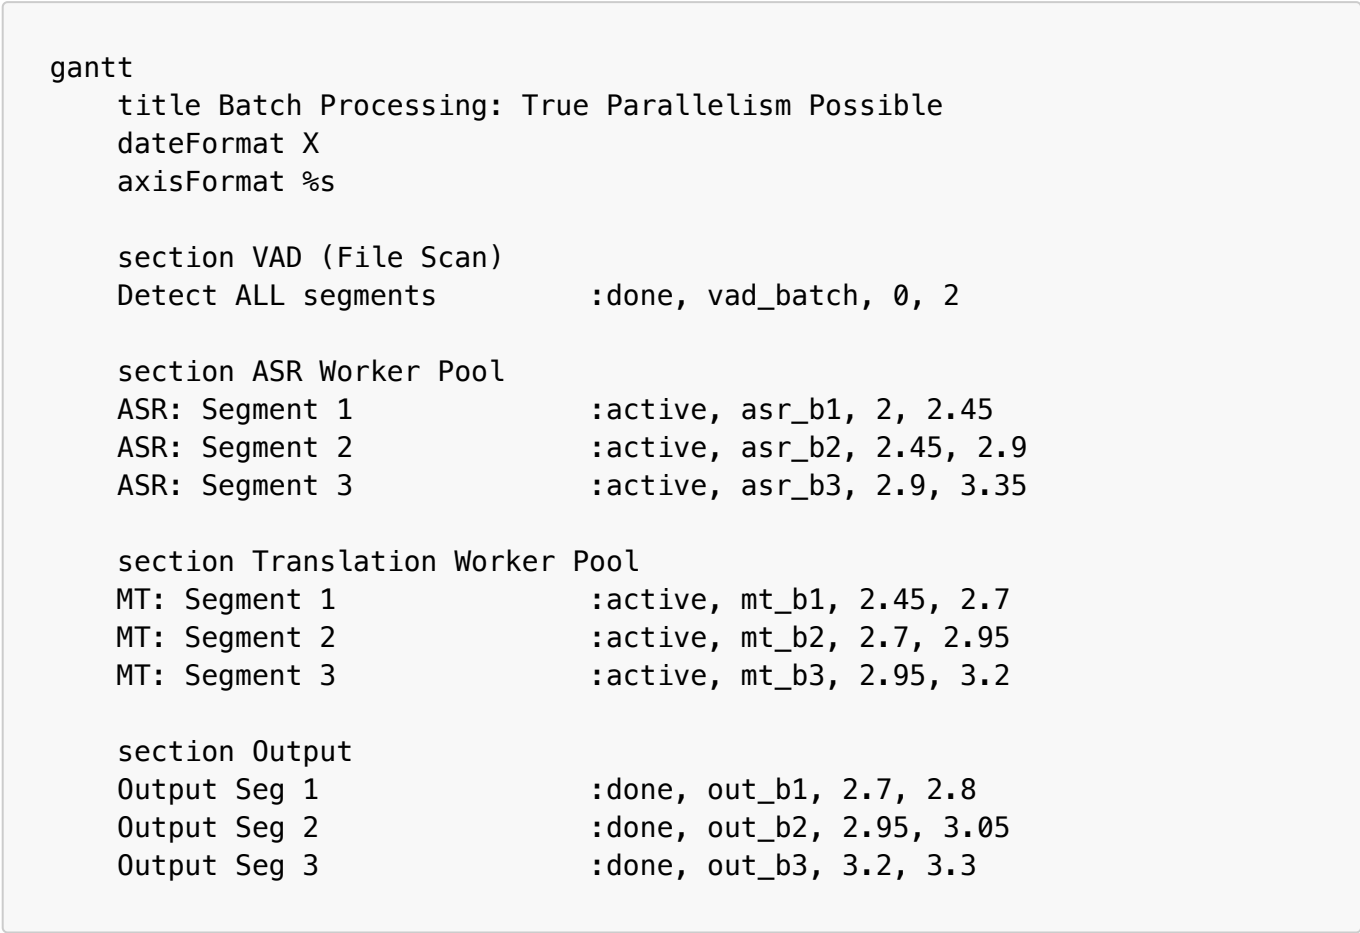 gantt
    title Batch Processing: True Parallelism Possible
    dateFormat X
    axisFormat %s

    section VAD (File Scan)
    Detect ALL segments         :done, vad_batch, 0, 2

    section ASR Worker Pool
    ASR: Segment 1              :active, asr_b1, 2, 2.45
    ASR: Segment 2              :active, asr_b2, 2.45, 2.9
    ASR: Segment 3              :active, asr_b3, 2.9, 3.35

    section Translation Worker Pool
    MT: Segment 1               :active, mt_b1, 2.45, 2.7
    MT: Segment 2               :active, mt_b2, 2.7, 2.95
    MT: Segment 3               :active, mt_b3, 2.95, 3.2

    section Output
    Output Seg 1                :done, out_b1, 2.7, 2.8
    Output Seg 2                :done, out_b2, 2.95, 3.05
    Output Seg 3                :done, out_b3, 3.2, 3.3